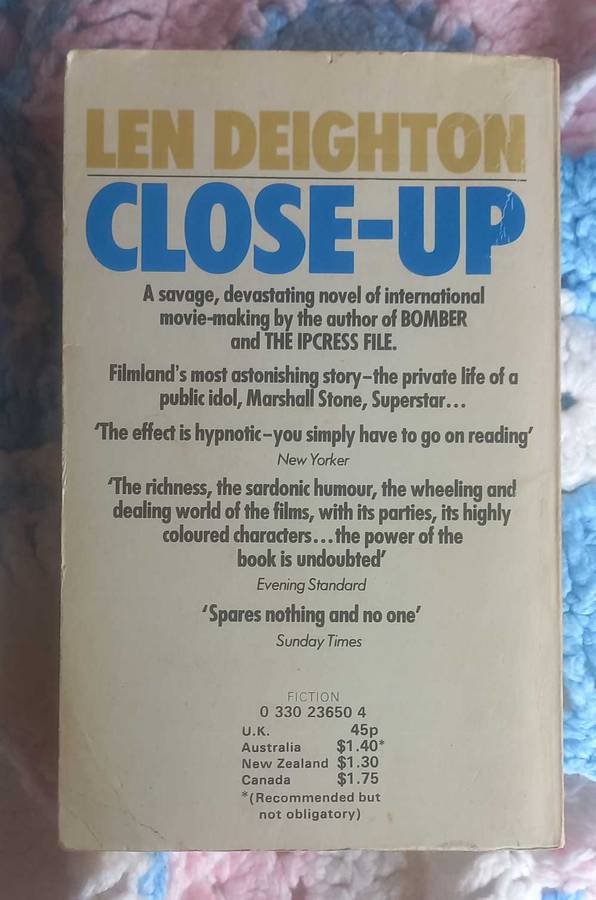 LEN DEIGHTON
CLOSE-UP
A savage, devastating novel of international
movie-making by the author of BOMBER
and THE IPCRESS FILE.
Filmland's most astonishing story–the private life of a
public idol, Marshall Stone, Superstar...
'The effect is hypnotic–you simply have to go on reading'
New Yorker
'The richness, the sardonic humour, the wheeling and
dealing world of the films, with its parties, its highly
coloured characters...the power of the
book is undoubted'
Evening Standard
'Spares nothing and no one'
Sunday Times
FICTION
0 330 23650 4
U.K. 45p
Australia $1.40*
New Zealand $1.30
Canada $1.75
*(Recommended but
not obligatory)